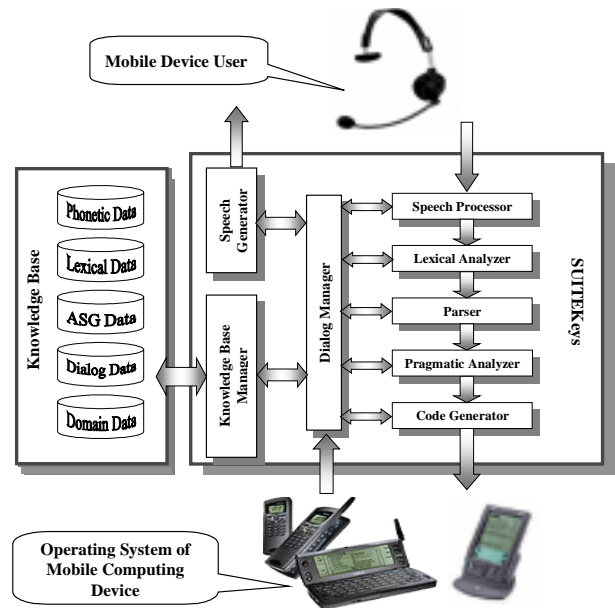 Mobile Device User
Knowledge Base
Phonetic Data
Lexical Data
ASG Data
Dialog Data
Domain Data
Speech
Generator
Knowledge Base
Manager
Dialog Manager
Speech Processor
Lexical Analyzer
Parser
Pragmatic Analyzer
Code Generator
SUITEKeys
Operating System of
Mobile Computing
Device